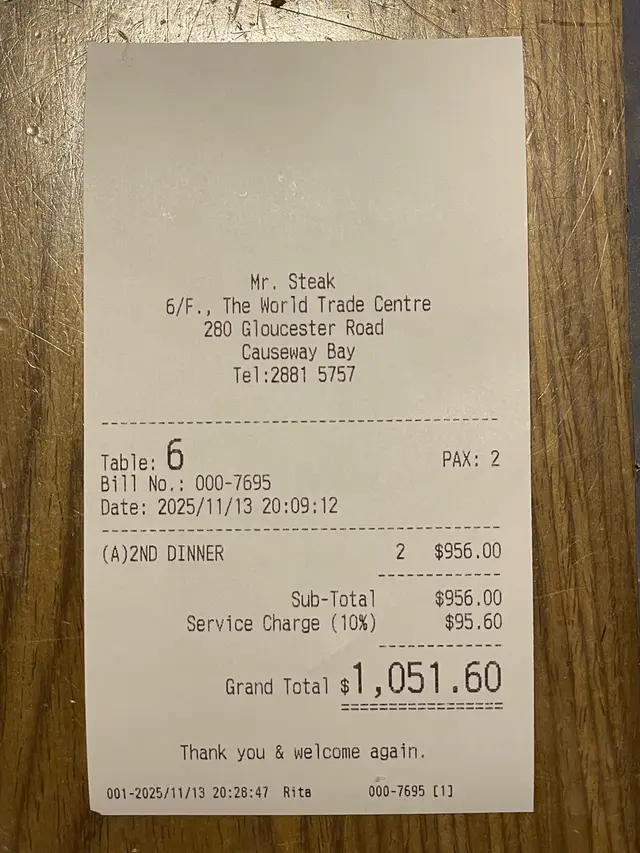 Mr. Steak
6/F., The World Trade Centre
280 Gloucester Road
Causeway Bay
Tel:2881 5757
Table: 6 PAX: 2
Bill No.: 000-7695
Date: 2025/11/13 20:09:12
(A)2ND DINNER 2 $956.00
Sub-Total $956.00
Service Charge (10%) $95.60
Grand Total $1,051.60
Thank you & welcome again.
001-2025/11/13 20:28:47 Rita 000-7695 [1]